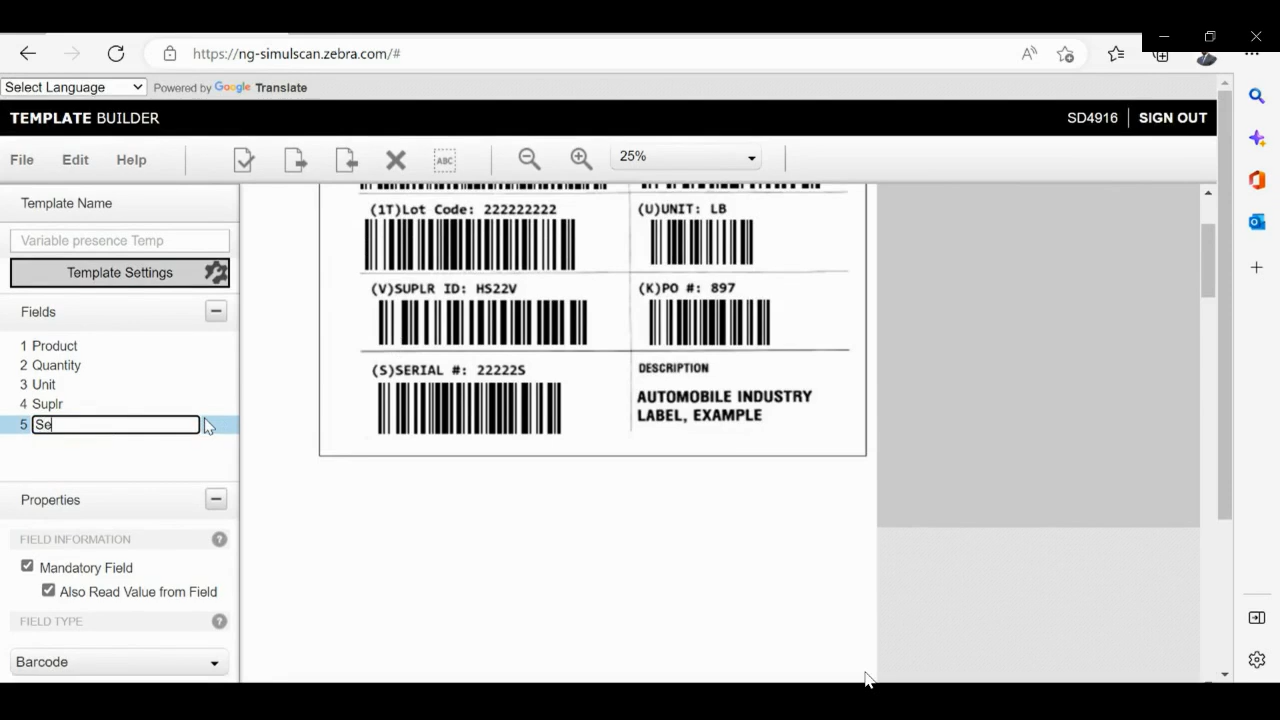 https://ng-simulscan.zebra.com/#
Select Language Powered by Google Translate
TEMPLATE BUILDER SD4916 SIGN OUT
File Edit Help ABC 25%
Template Name
Variable presence Temp
Template Settings
Fields
1 Product
2 Quantity
3 Unit
4 Suplr
5 Se
Properties
FIELD INFORMATION ?
Mandatory Field
Also Read Value from Field
FIELD TYPE ?
Barcode
(1T)Lot Code: 222222222
(U)UNIT: LB
(V)SUPLR ID: HS22V
(K)PO #: 897
(S)SERIAL #: 22222S
DESCRIPTION
AUTOMOBILE INDUSTRY
LABEL, EXAMPLE